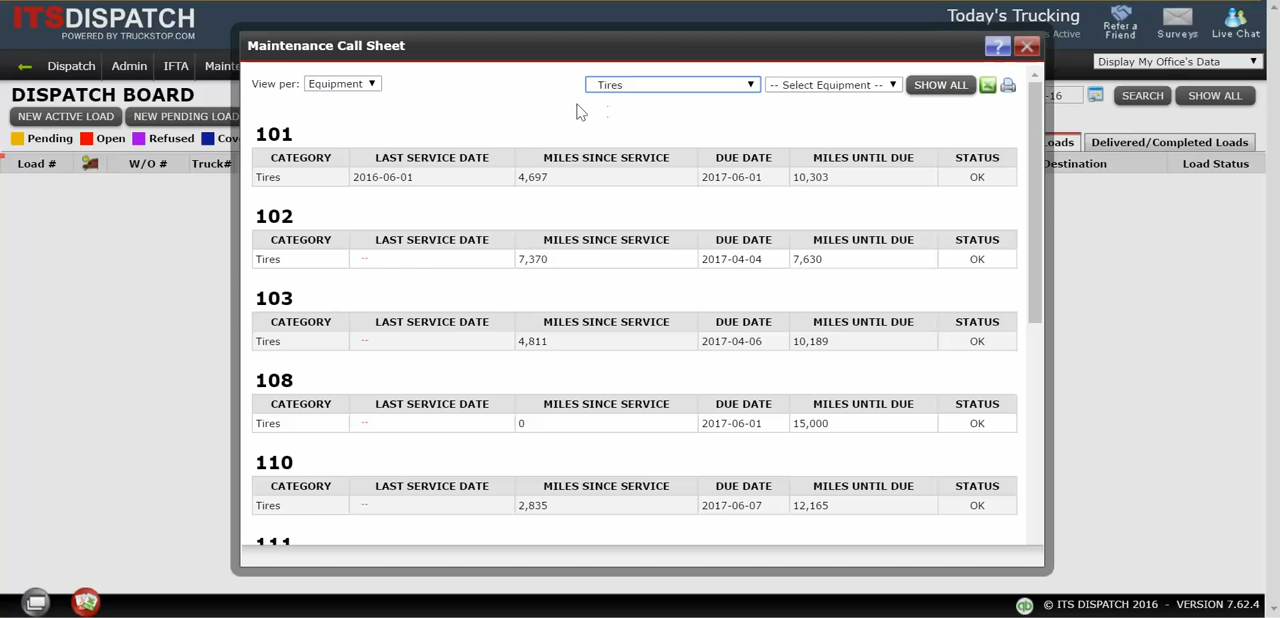 ITSDISPATCH
POWERED BY TRUCKSTOP.COM
Today's Trucking
s Active
Refer a
Friend
Surveys
Live Chat
Dispatch
Admin
IFTA
Mainte
Display My Office's Data
DISPATCH BOARD
NEW ACTIVE LOAD
NEW PENDING LOAD
-16
SEARCH
SHOW ALL
Pending
Open
Refused
Cov
oads
Delivered/Completed Loads
Load #
W/O #
Truck#
Destination
Load Status
Maintenance Call Sheet
?
View per:
Equipment
Tires
-- Select Equipment --
SHOW ALL
101
CATEGORY LAST SERVICE DATE MILES SINCE SERVICE DUE DATE MILES UNTIL DUE STATUS
Tires 2016-06-01 4,697 2017-06-01 10,303 OK
102
CATEGORY LAST SERVICE DATE MILES SINCE SERVICE DUE DATE MILES UNTIL DUE STATUS
Tires -- 7,370 2017-04-04 7,630 OK
103
CATEGORY LAST SERVICE DATE MILES SINCE SERVICE DUE DATE MILES UNTIL DUE STATUS
Tires -- 4,811 2017-04-06 10,189 OK
108
CATEGORY LAST SERVICE DATE MILES SINCE SERVICE DUE DATE MILES UNTIL DUE STATUS
Tires -- 0 2017-06-01 15,000 OK
110
CATEGORY LAST SERVICE DATE MILES SINCE SERVICE DUE DATE MILES UNTIL DUE STATUS
Tires -- 2,835 2017-06-07 12,165 OK
111
qb
© ITS DISPATCH 2016 - VERSION 7.62.4